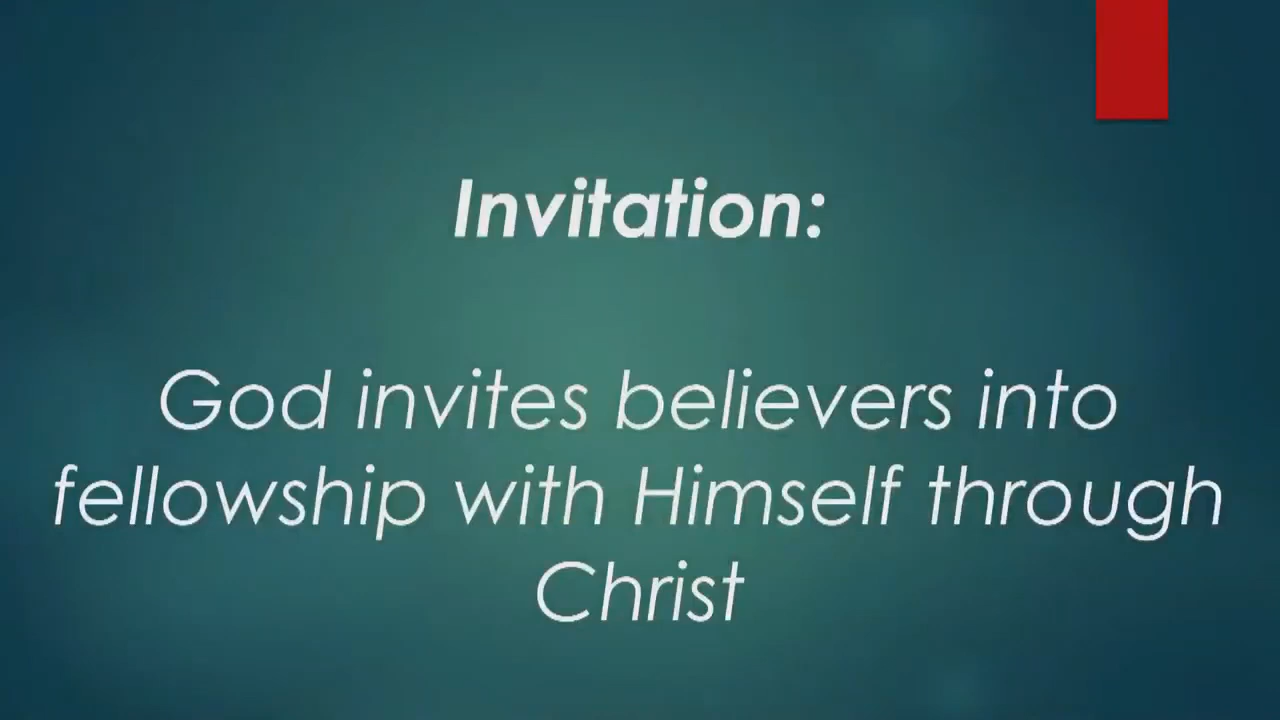 Invitation:
God invites believers into
fellowship with Himself through
Christ